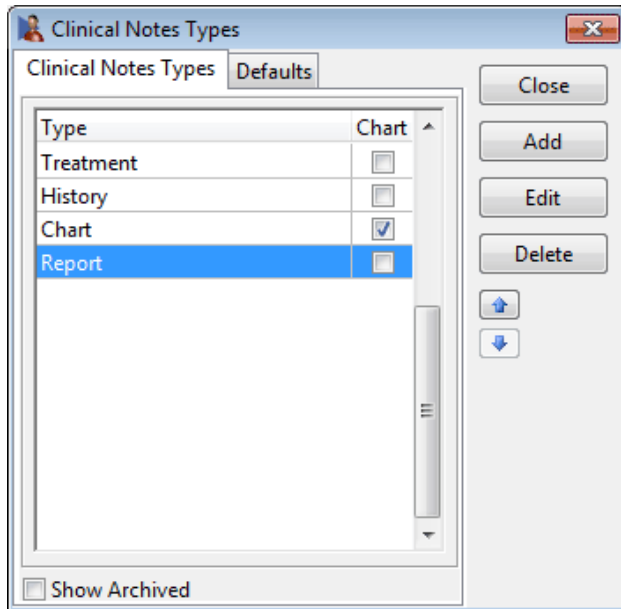 Clinical Notes Types
Clinical Notes Types Defaults
Close
Type Chart
Add
Treatment
History
Edit
Chart
Report
Delete
Show Archived